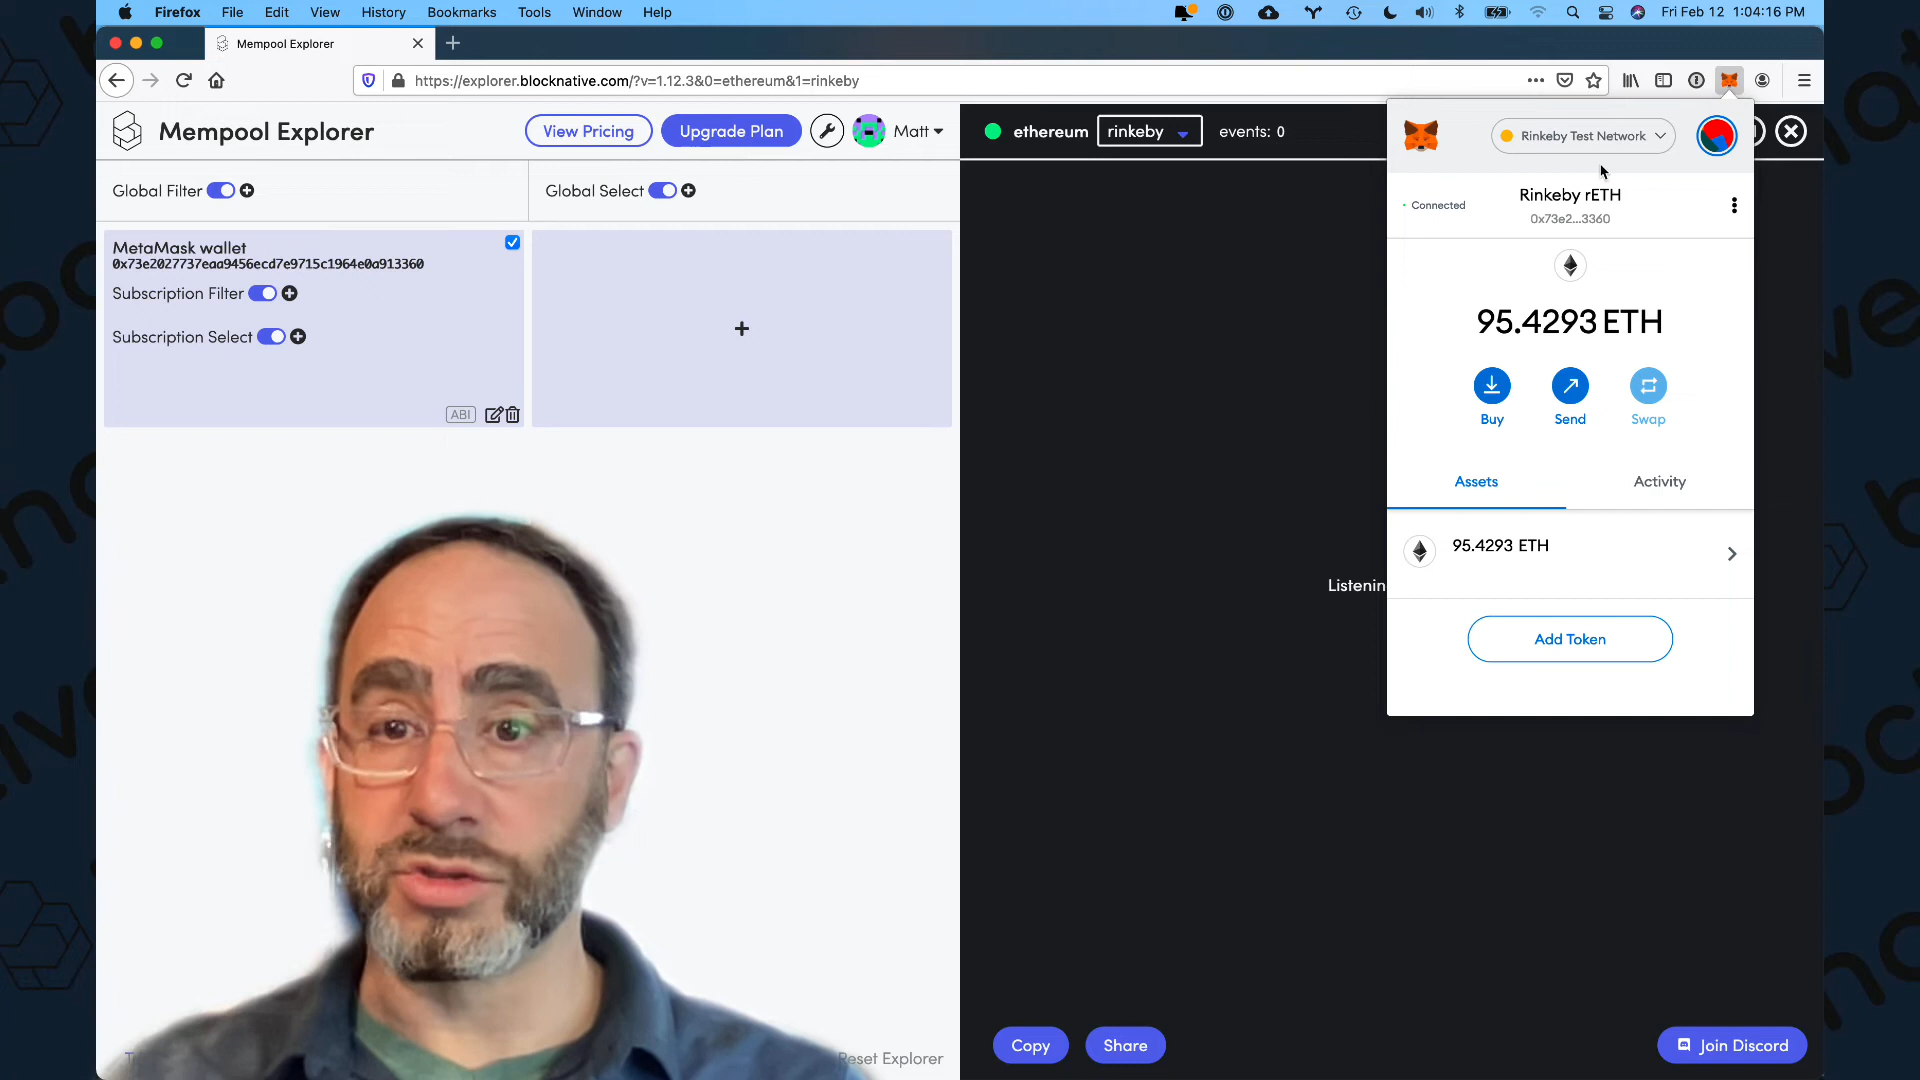 Firefox File Edit View History Bookmarks Tools Window Help
Fri Feb 12 1:04:16 PM
Mempool Explorer
https://explorer.blocknative.com/?v=1.12.3&0=ethereum&1=rinkeby
Mempool Explorer
View Pricing
Upgrade Plan
Matt
Global Filter
Global Select
MetaMask wallet
0x73e2027737eaa9456ecd7e9715c1964e0a913360
Subscription Filter
Subscription Select
ABI
Reset Explorer
ethereum
rinkeby
events: 0
Listenin
Copy
Share
Join Discord
Rinkeby Test Network
Connected
Rinkeby rETH
0x73e2...3360
95.4293 ETH
Buy
Send
Swap
Assets
Activity
95.4293 ETH
Add Token